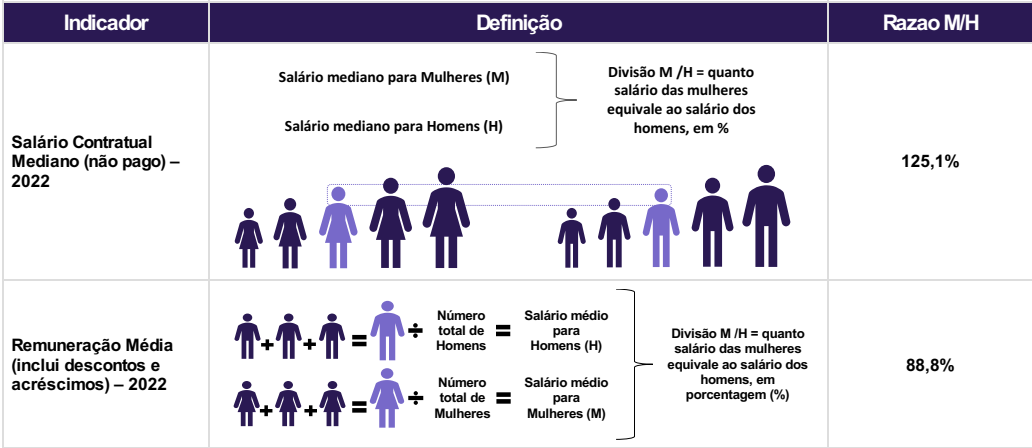 Indicador
Definição
Razao M/H
Salário Contratual
Mediano (não pago) –
2022
Salário mediano para Mulheres (M)
Salário mediano para Homens (H)
Divisão M /H = quanto
salário das mulheres
equivale ao salário dos
homens, em %
125,1%
Remuneração Média
(inclui descontos e
acréscimos) – 2022
+ + = ÷
Número
total de
Homens
=
Salário médio
para
Homens (H)
+ + = ÷
Número
total de
Mulheres
=
Salário médio
para
Mulheres (M)
Divisão M /H = quanto
salário das mulheres
equivale ao salário dos
homens, em
porcentagem (%)
88,8%